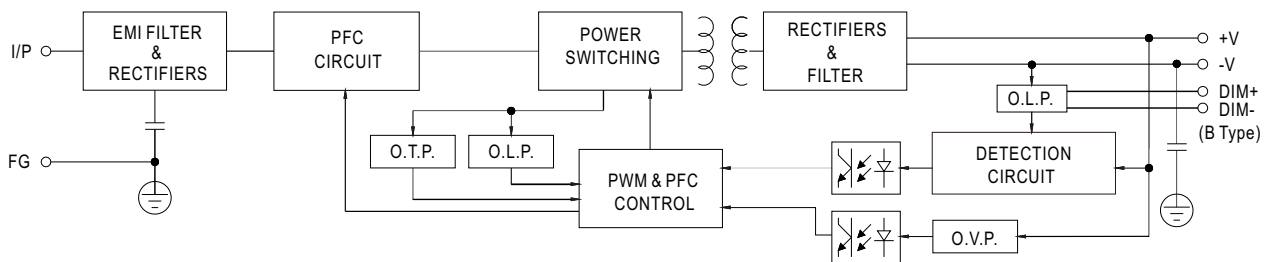 I/P
EMI FILTER
&
RECTIFIERS
PFC
CIRCUIT
POWER
SWITCHING
RECTIFIERS
&
FILTER
+V
-V
DIM+
DIM-
(B Type)
O.L.P.
FG
O.T.P.
O.L.P.
PWM & PFC
CONTROL
DETECTION
CIRCUIT
O.V.P.